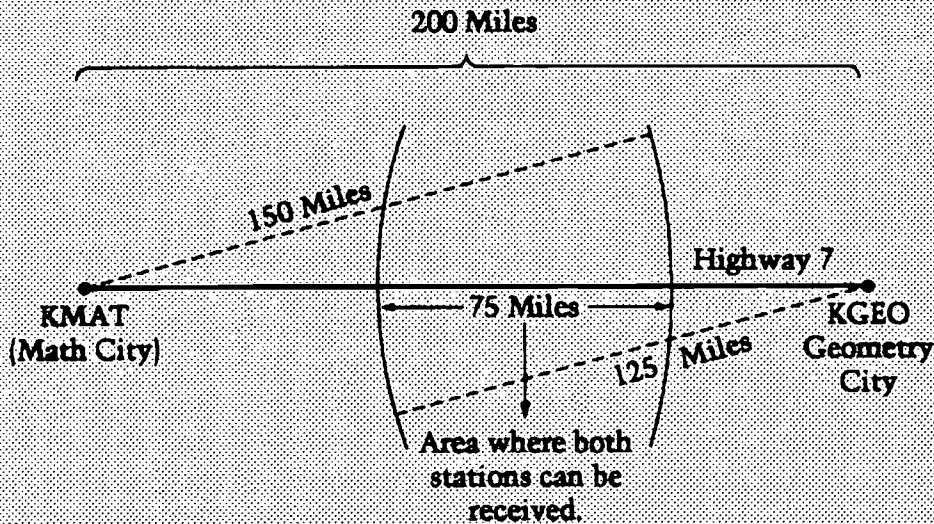 200 Miles
150 Miles
Highway 7
75 Miles
KMAT
(Math City)
KGEO
Geometry
City
125 Miles
Area where both
stations can be
received.